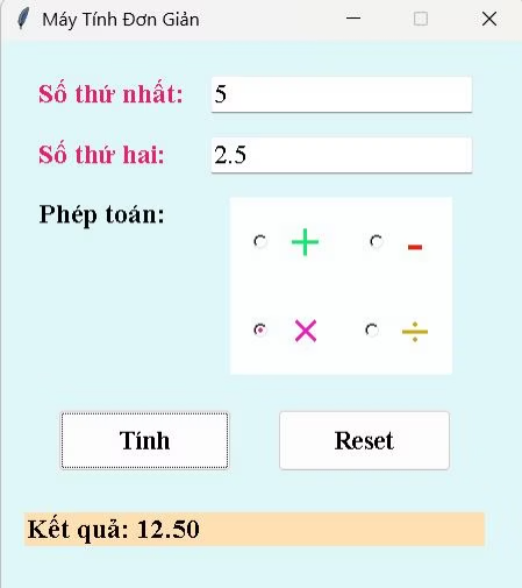 Máy Tính Đơn Giản
Số thứ nhất: 5
Số thứ hai: 2.5
Phép toán:
+ -
× ÷
Tính Reset
Kết quả: 12.50